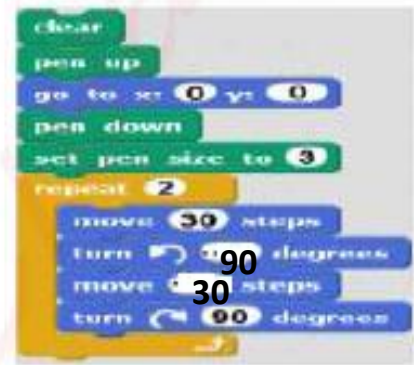 clear
pen up
go to x: 0 y: 0
pen down
set pen size to 3
repeat 2
move 30 steps
turn 90 degrees
move 30 steps
turn 90 degrees